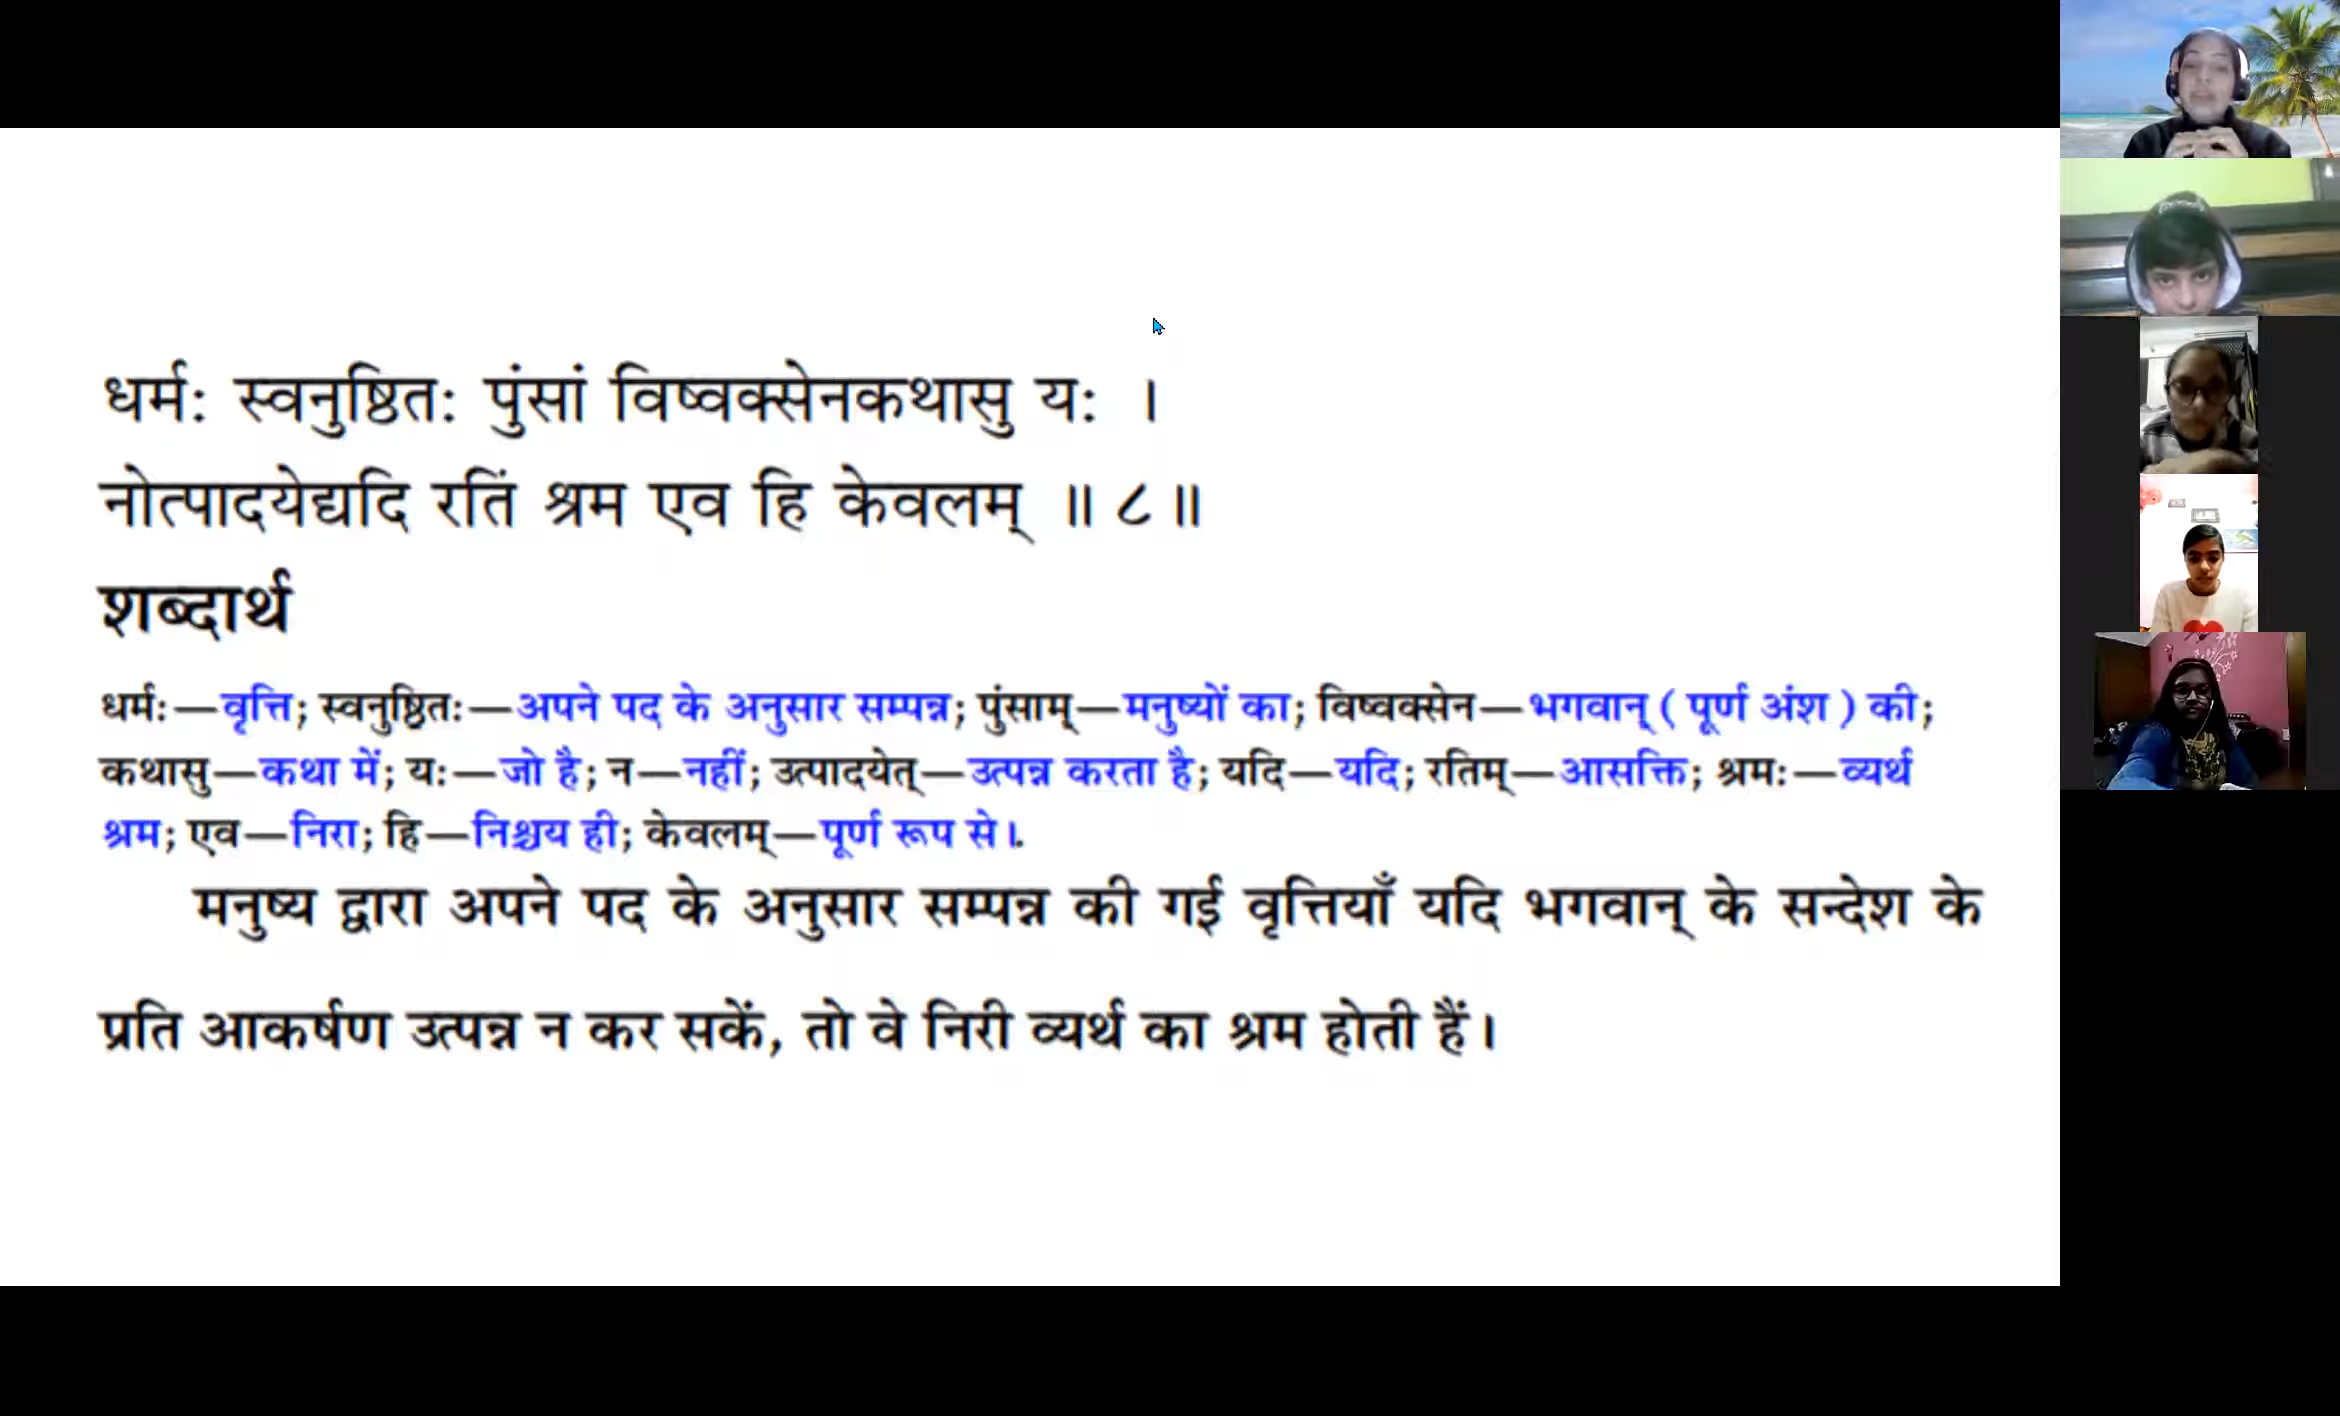 धर्मः स्वनुष्ठितः पुंसां विष्वक्सेनकथासु यः ।
नोत्पादयेद्यदि रतिं श्रम एव हि केवलम् ॥ ८ ॥
शब्दार्थ
धर्मः—वृत्ति; स्वनुष्ठितः—अपने पद के अनुसार सम्पन्न; पुंसाम्—मनुष्यों का; विष्वक्सेन—भगवान् ( पूर्ण अंश ) की;
कथासु—कथा में; यः—जो है; न—नहीं; उत्पादयेत्—उत्पन्न करता है; यदि—यदि; रतिम्—आसक्ति; श्रमः—व्यर्थ
श्रम; एव—निरा; हि—निश्चय ही; केवलम्—पूर्ण रूप से।.
मनुष्य द्वारा अपने पद के अनुसार सम्पन्न की गई वृत्तियाँ यदि भगवान् के सन्देश के
प्रति आकर्षण उत्पन्न न कर सकें, तो वे निरी व्यर्थ का श्रम होती हैं।